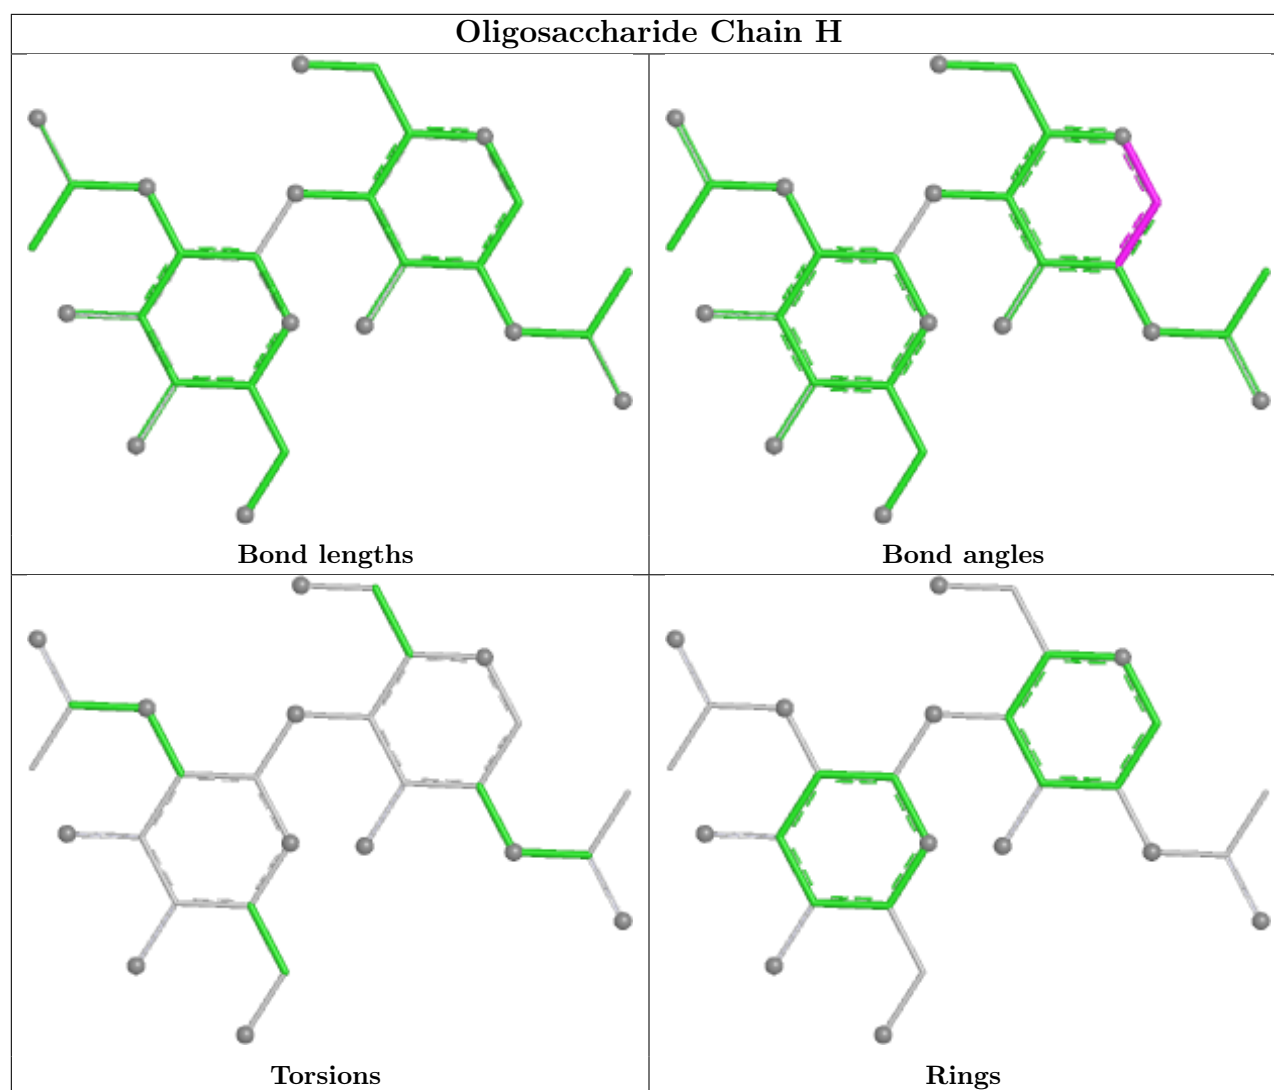 Oligosaccharide Chain H
Bond lengths
Bond angles
Torsions
Rings